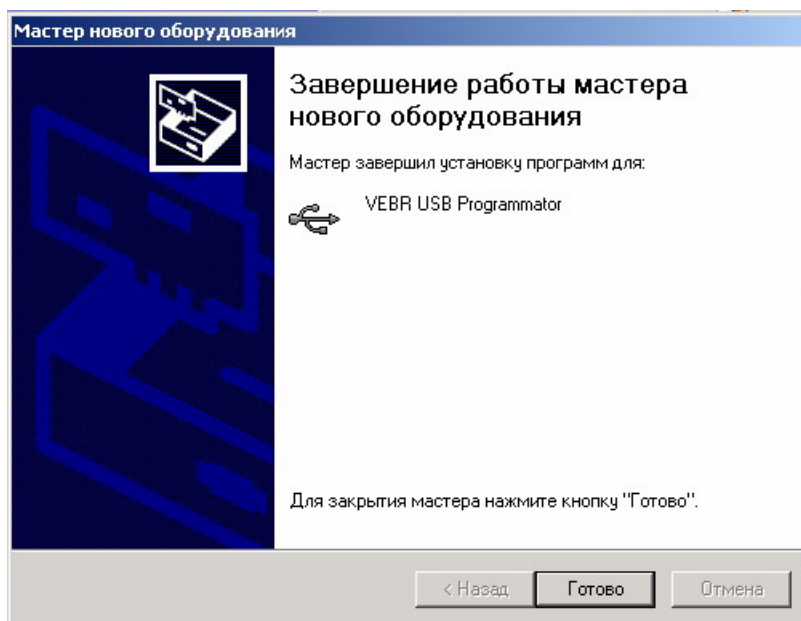 Мастер нового оборудования
Завершение работы мастера
нового оборудования
Мастер завершил установку программ для:
VEBR USB Programmator
Для закрытия мастера нажмите кнопку "Готово".
< Назад
Готово
Отмена